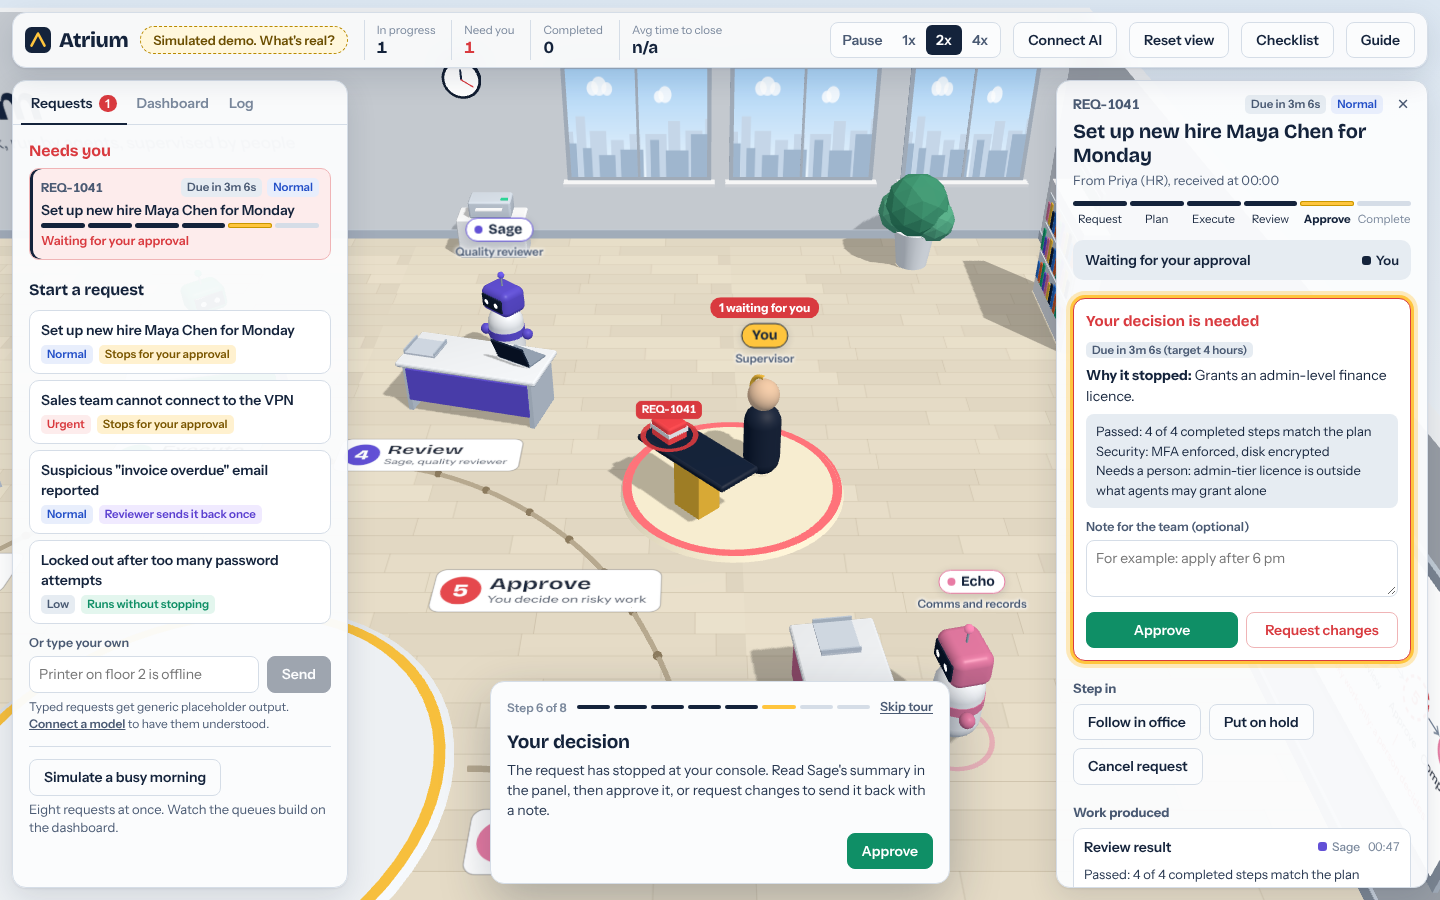 Atrium
Simulated demo. What's real?
In progress
1
Need you
1
Completed
0
Avg time to close
n/a
Pause 1x 2x 4x
Connect AI
Reset view
Checklist
Guide
Requests 1 Dashboard Log
Needs you
REQ-1041 Due in 3m 6s Normal
Set up new hire Maya Chen for Monday
Waiting for your approval
Start a request
Set up new hire Maya Chen for Monday
Normal Stops for your approval
Sales team cannot connect to the VPN
Urgent Stops for your approval
Suspicious "invoice overdue" email
reported
Normal Reviewer sends it back once
Locked out after too many password
attempts
Low Runs without stopping
Or type your own
Printer on floor 2 is offline Send
Typed requests get generic placeholder output.
Connect a model to have them understood.
Simulate a busy morning
Eight requests at once. Watch the queues build on
the dashboard.
Sage
Quality reviewer
1 waiting for you
You
Supervisor
REQ-1041
4 Review
Sage, quality reviewer
5 Approve
You decide on risky work
Echo
Comms and records
Step 6 of 8 Skip tour
Your decision
The request has stopped at your console. Read Sage's summary in
the panel, then approve it, or request changes to send it back with
a note.
Approve
REQ-1041 Due in 3m 6s Normal ×
Set up new hire Maya Chen for
Monday
From Priya (HR), received at 00:00
Request Plan Execute Review Approve Complete
Waiting for your approval You
Your decision is needed
Due in 3m 6s (target 4 hours)
Why it stopped: Grants an admin-level finance
licence.
Passed: 4 of 4 completed steps match the plan
Security: MFA enforced, disk encrypted
Needs a person: admin-tier licence is outside
what agents may grant alone
Note for the team (optional)
For example: apply after 6 pm
Approve Request changes
Step in
Follow in office Put on hold
Cancel request
Work produced
Review result Sage 00:47
Passed: 4 of 4 completed steps match the plan